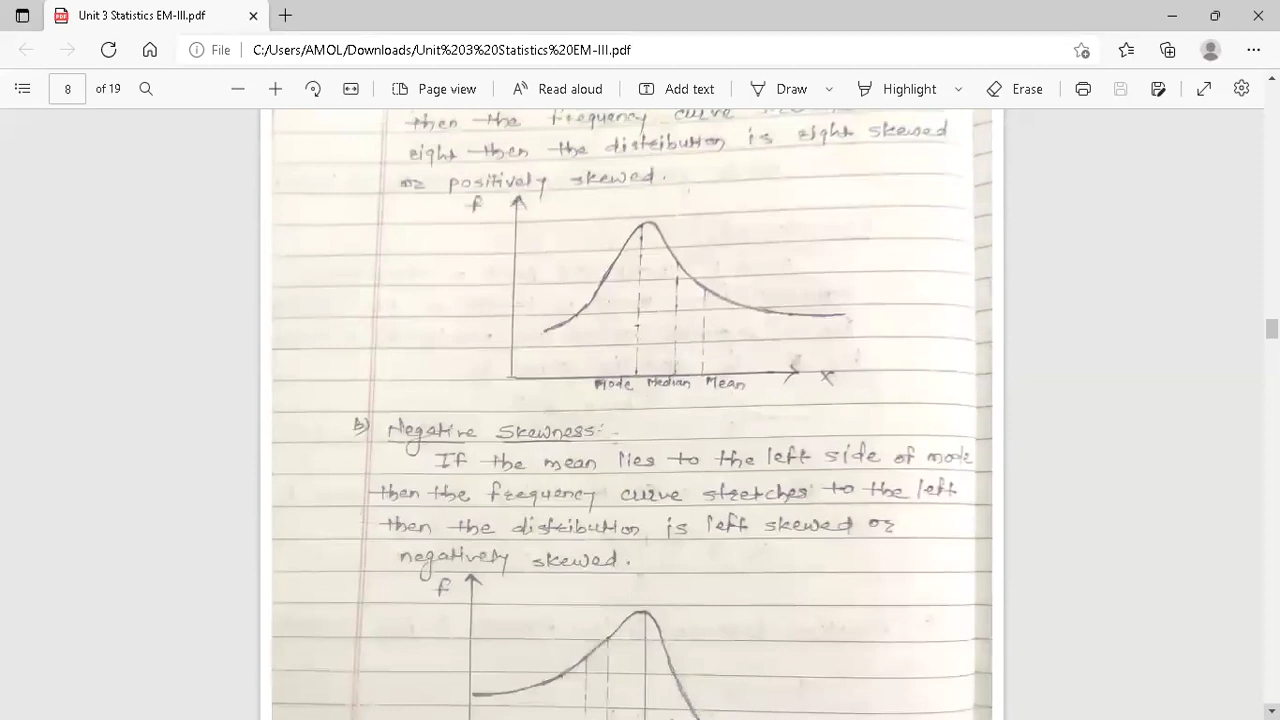 Unit 3 Statistics EM-III.pdf
File C:/Users/AMOL/Downloads/Unit%203%20Statistics%20EM-III.pdf
8 of 19 Page view Read aloud Add text Draw Highlight Erase
then the frequency curve
right then the distribution is right skewed
or positively skewed.
f
Mode Median Mean x
b) Negative Skewness:-
If the mean lies to the left side of mode
then the frequency curve stretches to the left
then the distribution is left skewed or
negatively skewed.
f